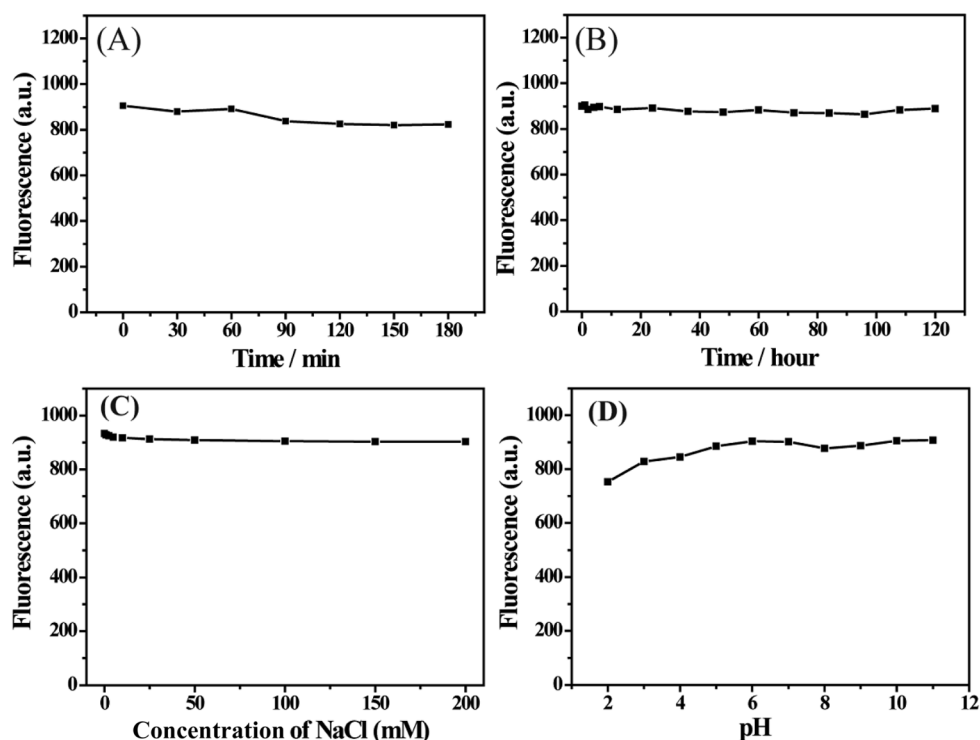 (A)
1200
1000
800
600
400
200
0
Fluorescence (a.u.)
0 30 60 90 120 150 180
Time / min
(B)
1200
1000
800
600
400
200
0
Fluorescence (a.u.)
0 20 40 60 80 100 120
Time / hour
(C)
1000
800
600
400
200
0
Fluorescence (a.u.)
0 50 100 150 200
Concentration of NaCl (mM)
(D)
1000
800
600
400
200
0
Fluorescence (a.u.)
2 4 6 8 10 12
pH